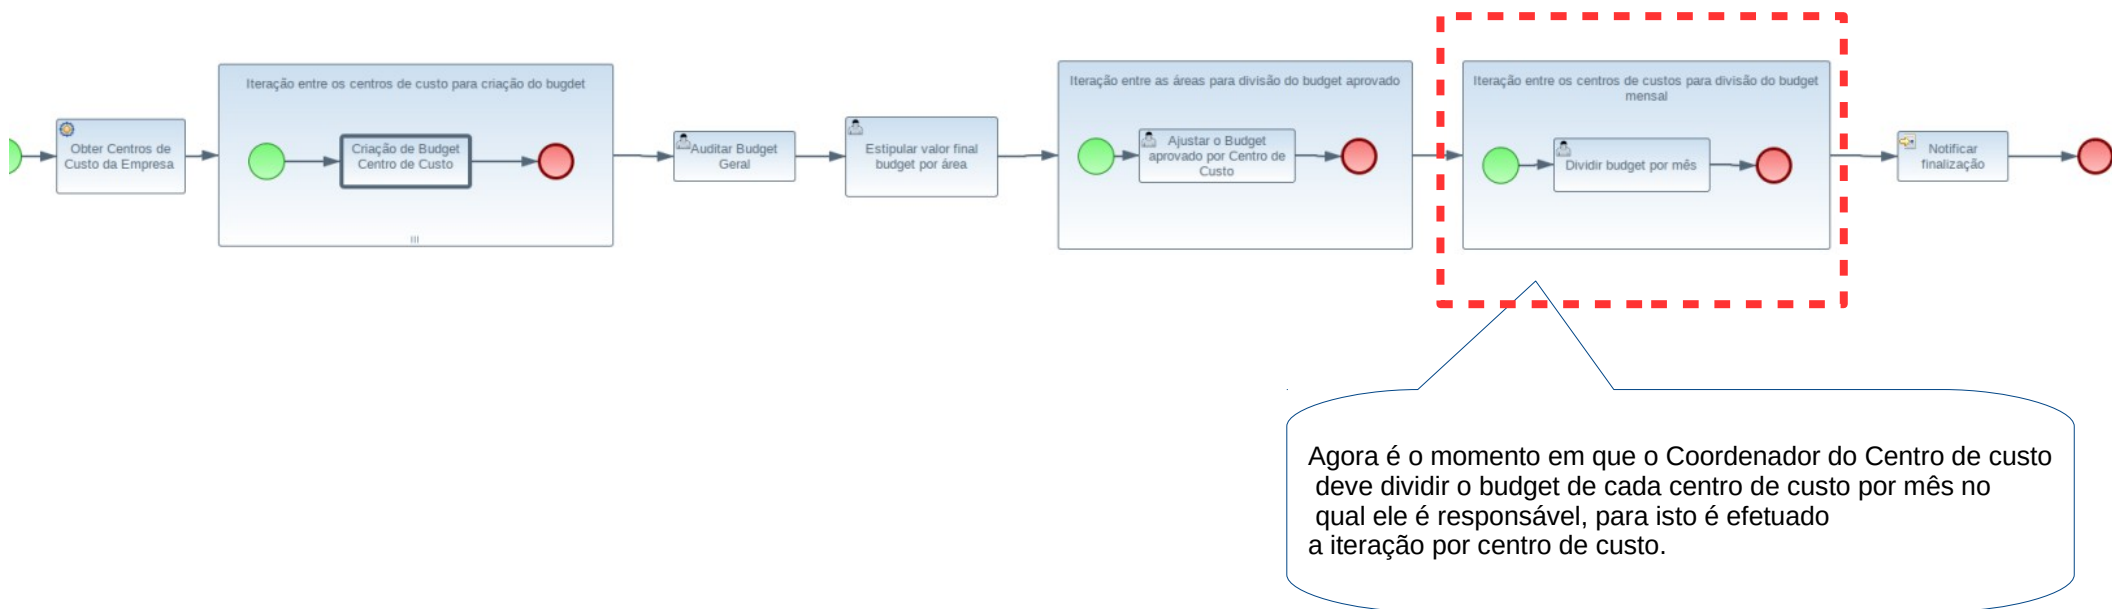 Obter Centros de
Custo da Empresa
Iteração entre os centros de custo para criação do bugdet
Criação de Budget
Centro de Custo
Auditar Budget
Geral
Estipular valor final
budget por área
Iteração entre as áreas para divisão do budget aprovado
Ajustar o Budget
aprovado por Centro de
Custo
Iteração entre os centros de custos para divisão do budget
mensal
Dividir budget por mês
Notificar
finalização
Agora é o momento em que o Coordenador do Centro de custo
deve dividir o budget de cada centro de custo por mês no
qual ele é responsável, para isto é efetuado
a iteração por centro de custo.